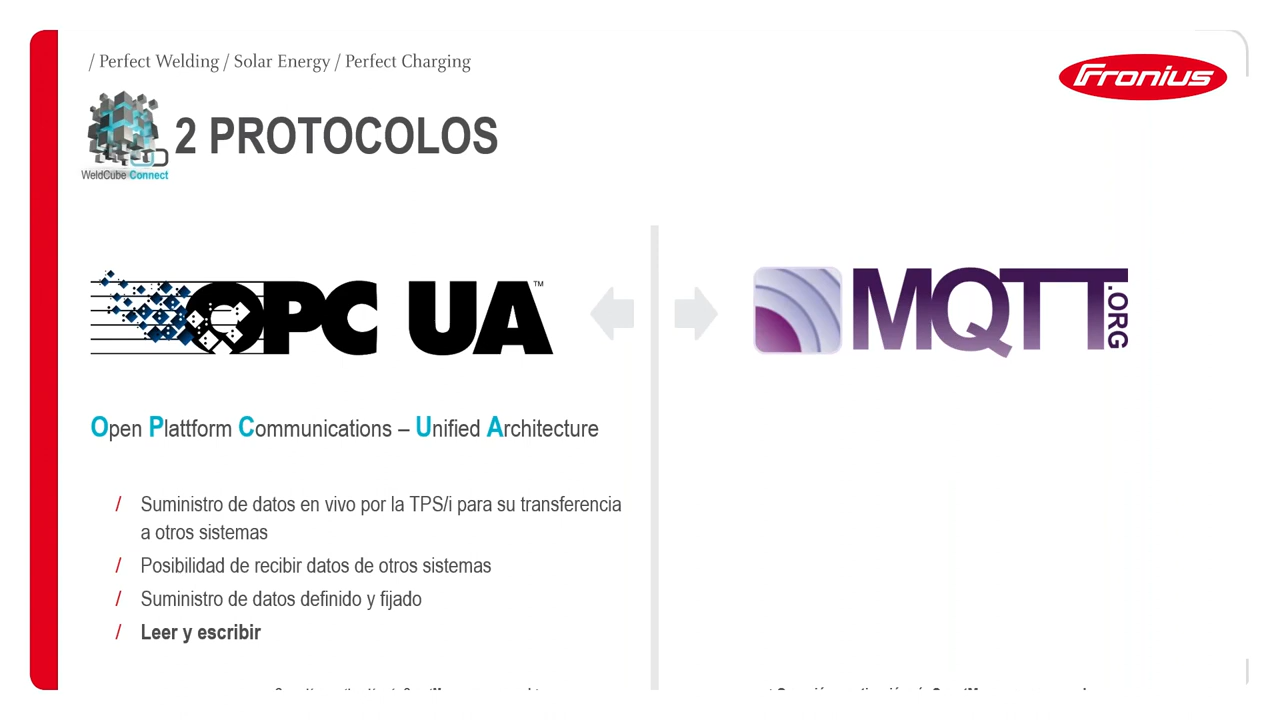 / Perfect Welding / Solar Energy / Perfect Charging
Fronius
2 PROTOCOLOS
WeldCube Connect
OPC UA™
MQTT.ORG
Open Plattform Communications – Unified Architecture
/ Suministro de datos en vivo por la TPS/i para su transferencia
a otros sistemas
/ Posibilidad de recibir datos de otros sistemas
/ Suministro de datos definido y fijado
/ Leer y escribir